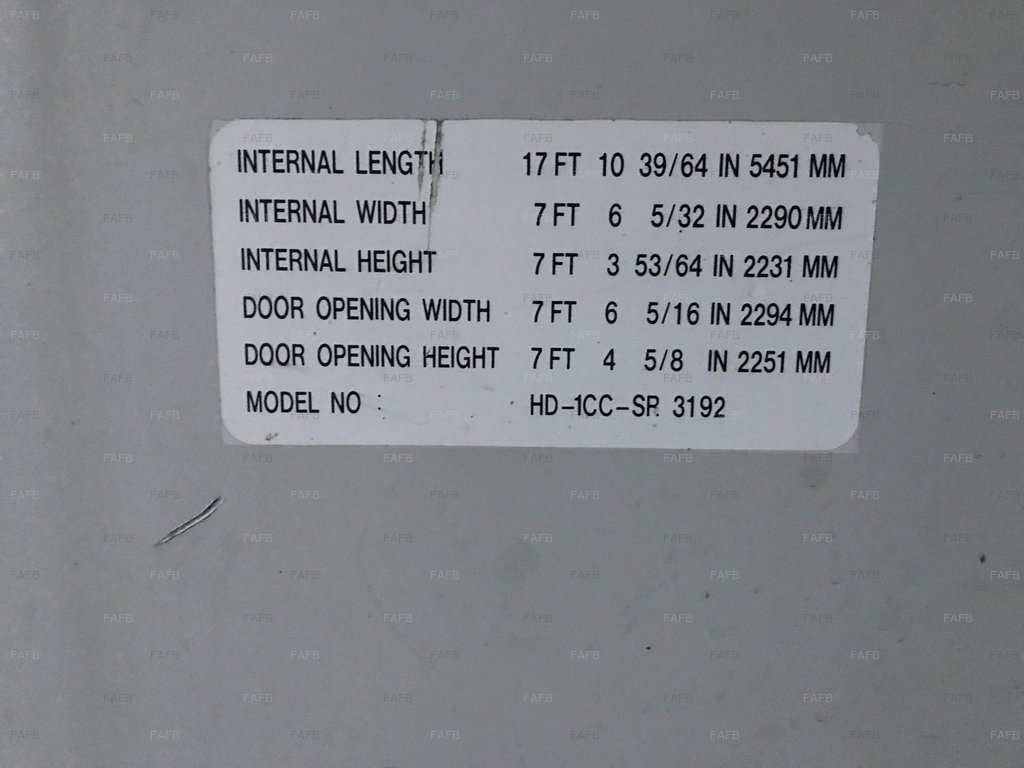 INTERNAL LENGTH 17 FT 10 39/64 IN 5451 MM
INTERNAL WIDTH 7 FT 6 5/32 IN 2290 MM
INTERNAL HEIGHT 7 FT 3 53/64 IN 2231 MM
DOOR OPENING WIDTH 7 FT 6 5/16 IN 2294 MM
DOOR OPENING HEIGHT 7 FT 4 5/8 IN 2251 MM
MODEL NO : HD-1CC-SR 3192
FAFB